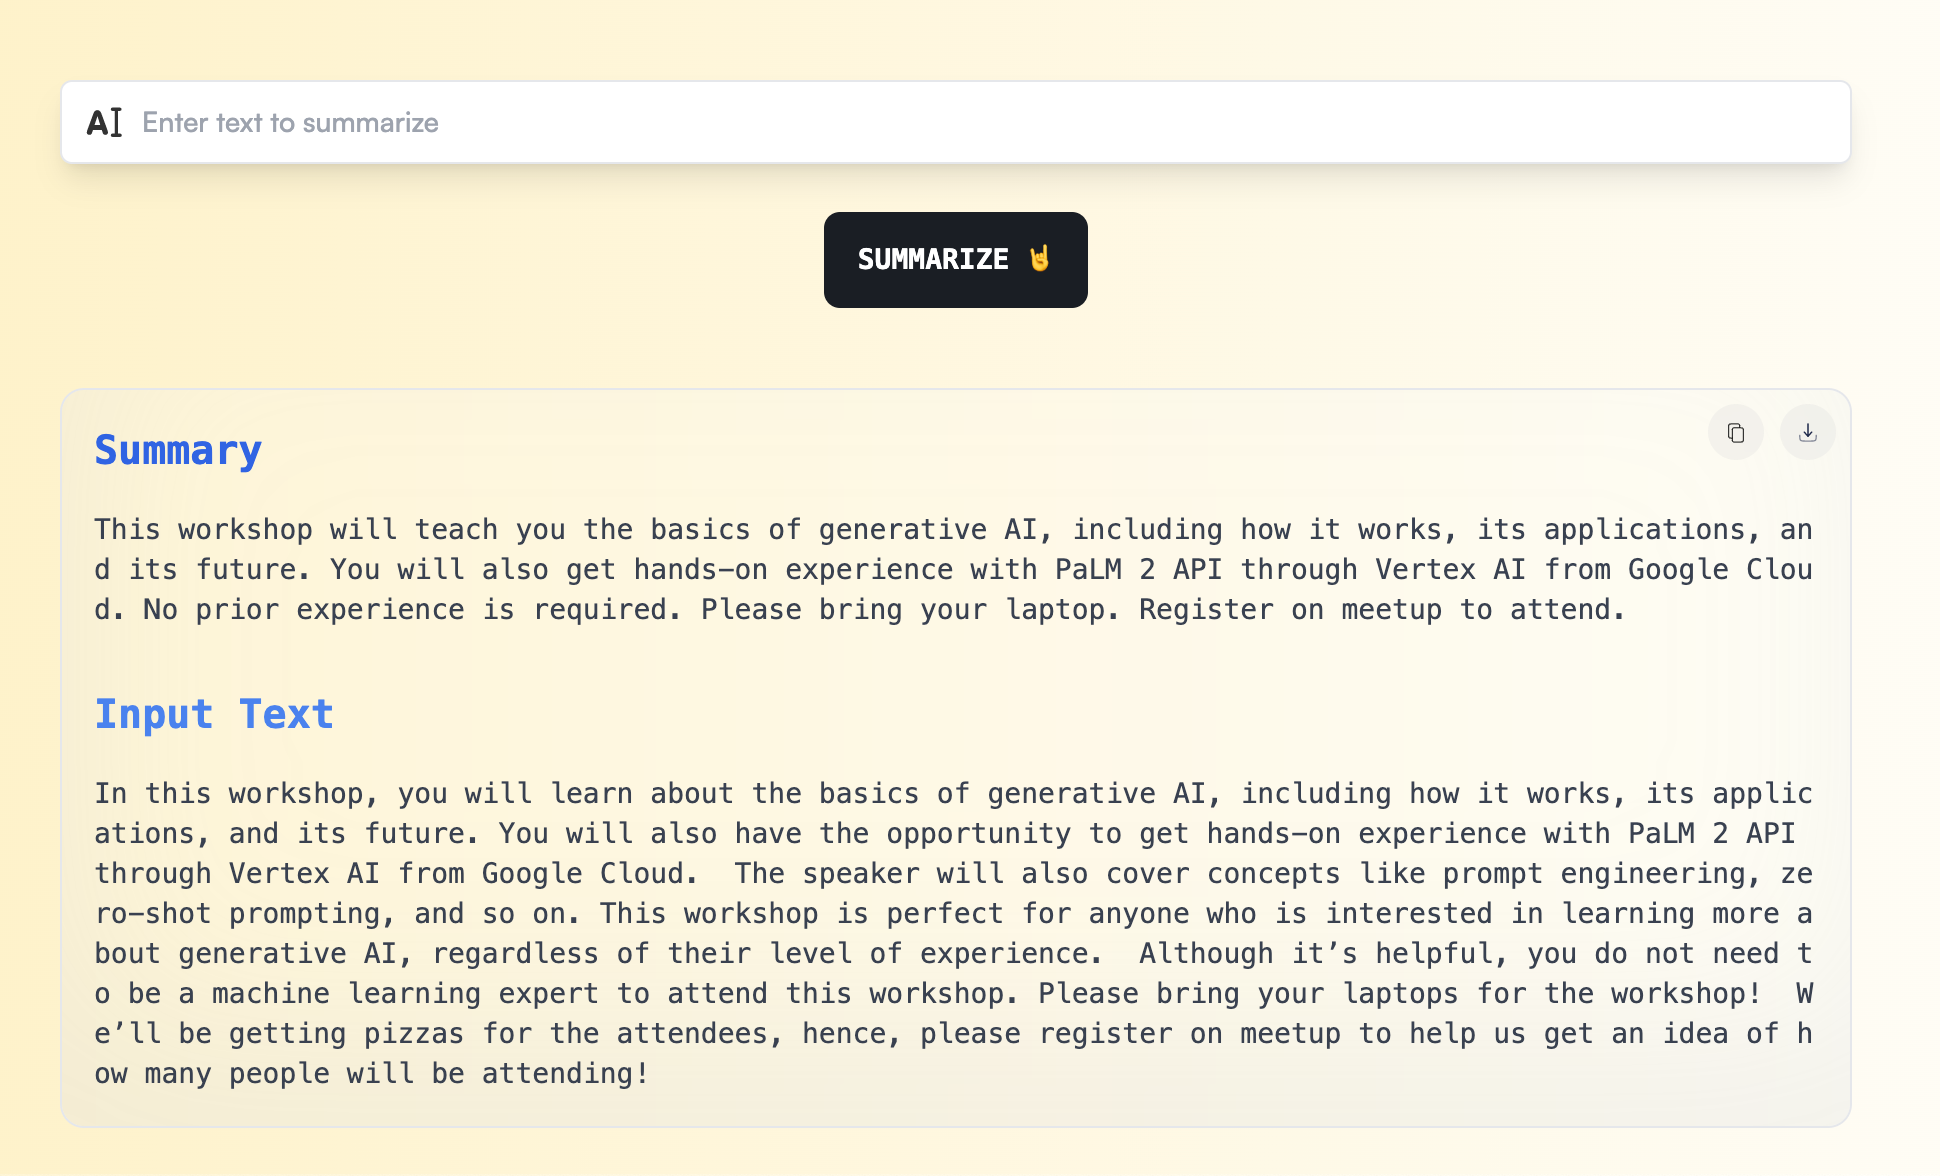 AI Enter text to summarize
SUMMARIZE 🤘
Summary
This workshop will teach you the basics of generative AI, including how it works, its applications, an
d its future. You will also get hands-on experience with PaLM 2 API through Vertex AI from Google Clou
d. No prior experience is required. Please bring your laptop. Register on meetup to attend.
Input Text
In this workshop, you will learn about the basics of generative AI, including how it works, its applic
ations, and its future. You will also have the opportunity to get hands-on experience with PaLM 2 API
through Vertex AI from Google Cloud.  The speaker will also cover concepts like prompt engineering, ze
ro-shot prompting, and so on. This workshop is perfect for anyone who is interested in learning more a
bout generative AI, regardless of their level of experience.  Although it’s helpful, you do not need t
o be a machine learning expert to attend this workshop. Please bring your laptops for the workshop!  W
e’ll be getting pizzas for the attendees, hence, please register on meetup to help us get an idea of h
ow many people will be attending!